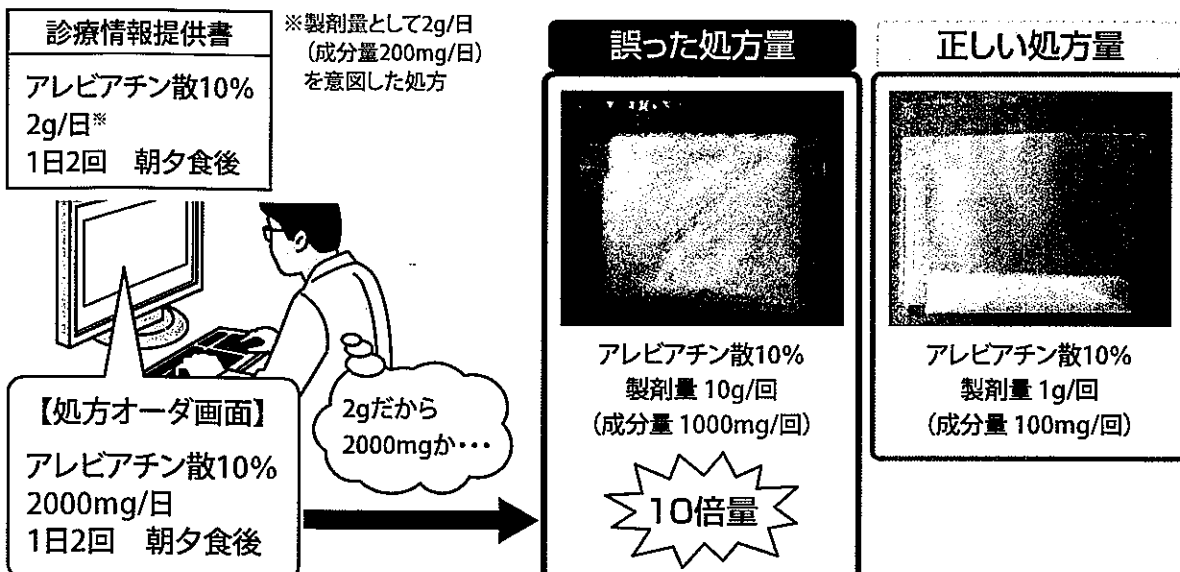 診療情報提供書
アレビアチン散10%
2g/日※
1日2回 朝夕食後
※製剤量として2g/日
(成分量200mg/日)
を意図した処方
【処方オーダ画面】
アレビアチン散10%
2000mg/日
1日2回 朝夕食後
2gだから
2000mgか・・・
誤った処方量
アレビアチン散10%
製剤量 10g/回
(成分量 1000mg/回)
10倍量
正しい処方量
アレビアチン散10%
製剤量 1g/回
(成分量 100mg/回)